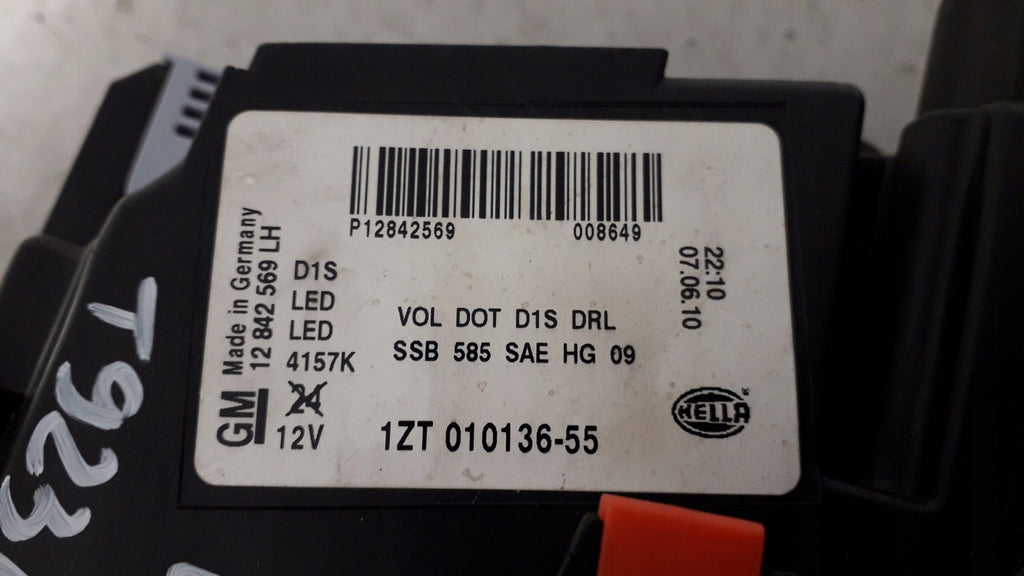 P12842569 008649
Made in Germany
12 842 569 LH
GM
D1S
LED
LED
4157K
24
12V
VOL DOT D1S DRL
SSB 585 SAE HG 09
1ZT 010136-55
22:10
07.06.10
HELLA
T923